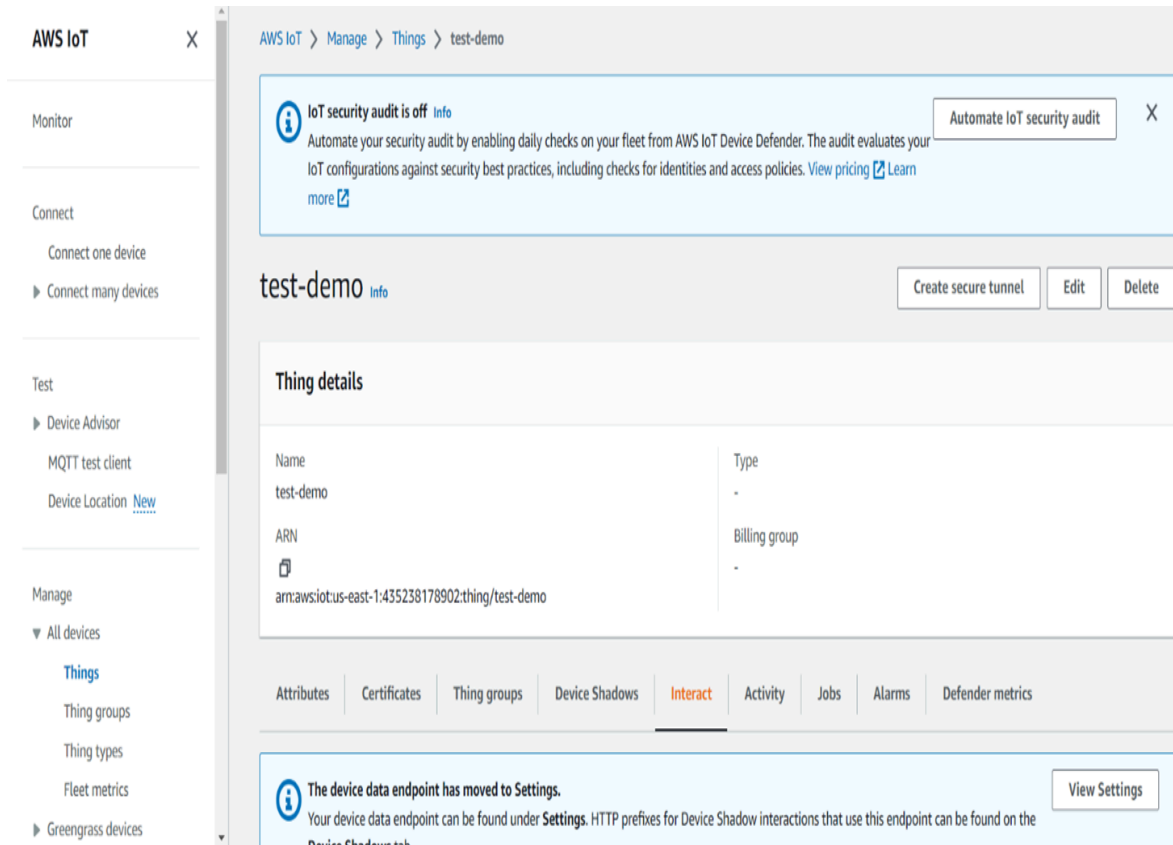 AWS IoT
Monitor
Connect
Connect one device
Connect many devices
Test
Device Advisor
MQTT test client
Device Location New
Manage
All devices
Things
Thing groups
Thing types
Fleet metrics
Greengrass devices
AWS IoT > Manage > Things > test-demo
IoT security audit is off Info
Automate your security audit by enabling daily checks on your fleet from AWS IoT Device Defender. The audit evaluates your
IoT configurations against security best practices, including checks for identities and access policies. View pricing Learn
more
Automate IoT security audit
test-demo Info
Create secure tunnel Edit Delete
Thing details
Name
test-demo
ARN
arn:aws:iot:us-east-1:435238178902:thing/test-demo
Type
-
Billing group
-
Attributes Certificates Thing groups Device Shadows Interact Activity Jobs Alarms Defender metrics
The device data endpoint has moved to Settings.
Your device data endpoint can be found under Settings. HTTP prefixes for Device Shadow interactions that use this endpoint can be found on the
Device Shadows tab.
View Settings